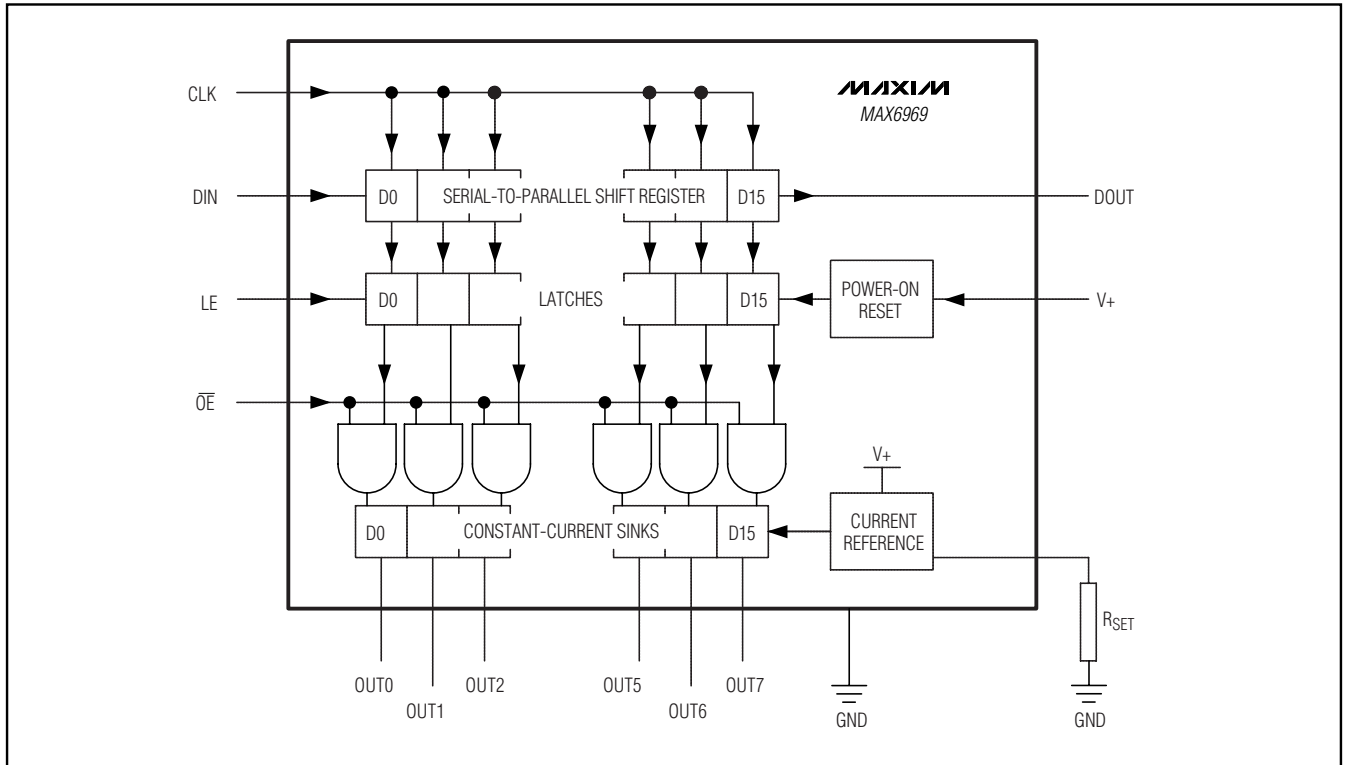 MAXIM
MAX6969
CLK
DIN
D0
SERIAL-TO-PARALLEL SHIFT REGISTER
D15
DOUT
LE
D0
LATCHES
D15
POWER-ON
RESET
V+
OE
V+
D0
CONSTANT-CURRENT SINKS
D15
CURRENT
REFERENCE
RSET
OUT0
OUT1
OUT2
OUT5
OUT6
OUT7
GND
GND